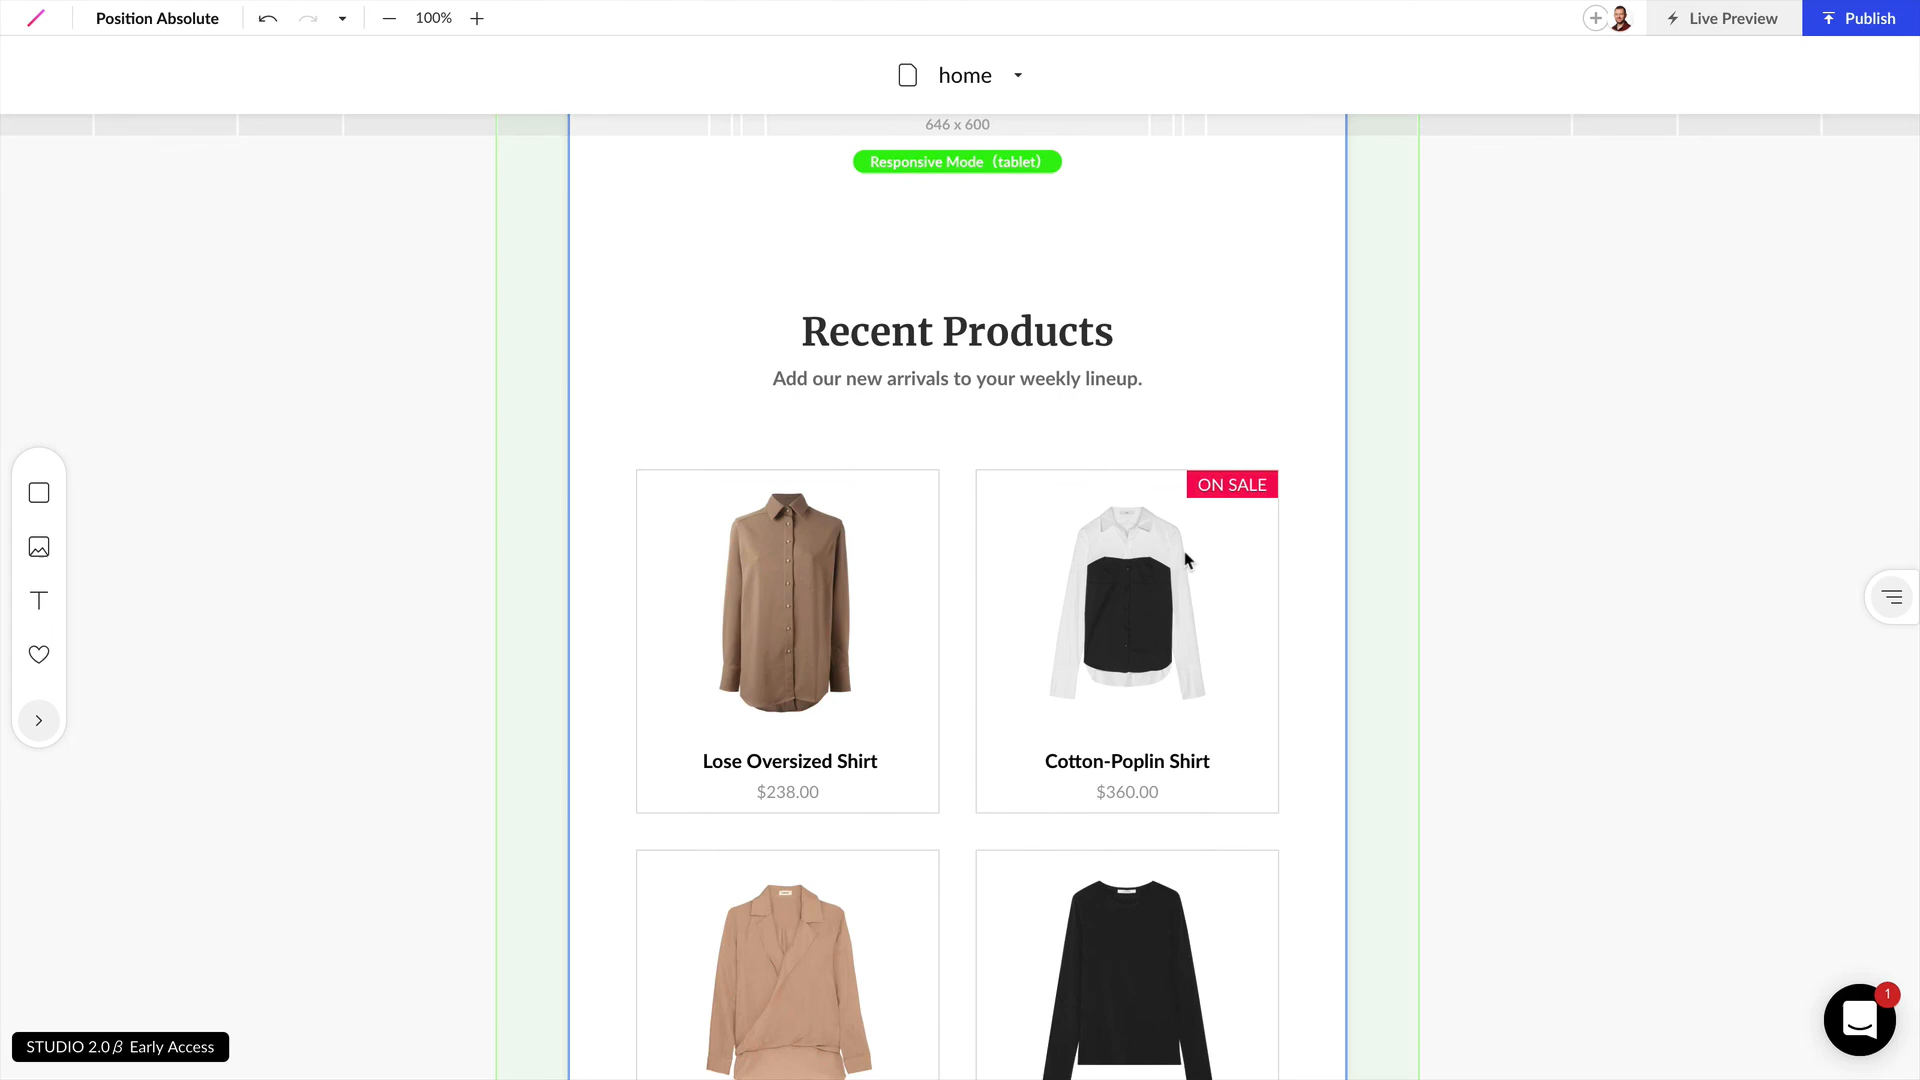 Position Absolute
100%
Live Preview
Publish
home
646 x 600
Responsive Mode (tablet)
Recent Products
Add our new arrivals to your weekly lineup.
ON SALE
Lose Oversized Shirt
$238.00
Cotton-Poplin Shirt
$360.00
STUDIO 2.0 β Early Access
1